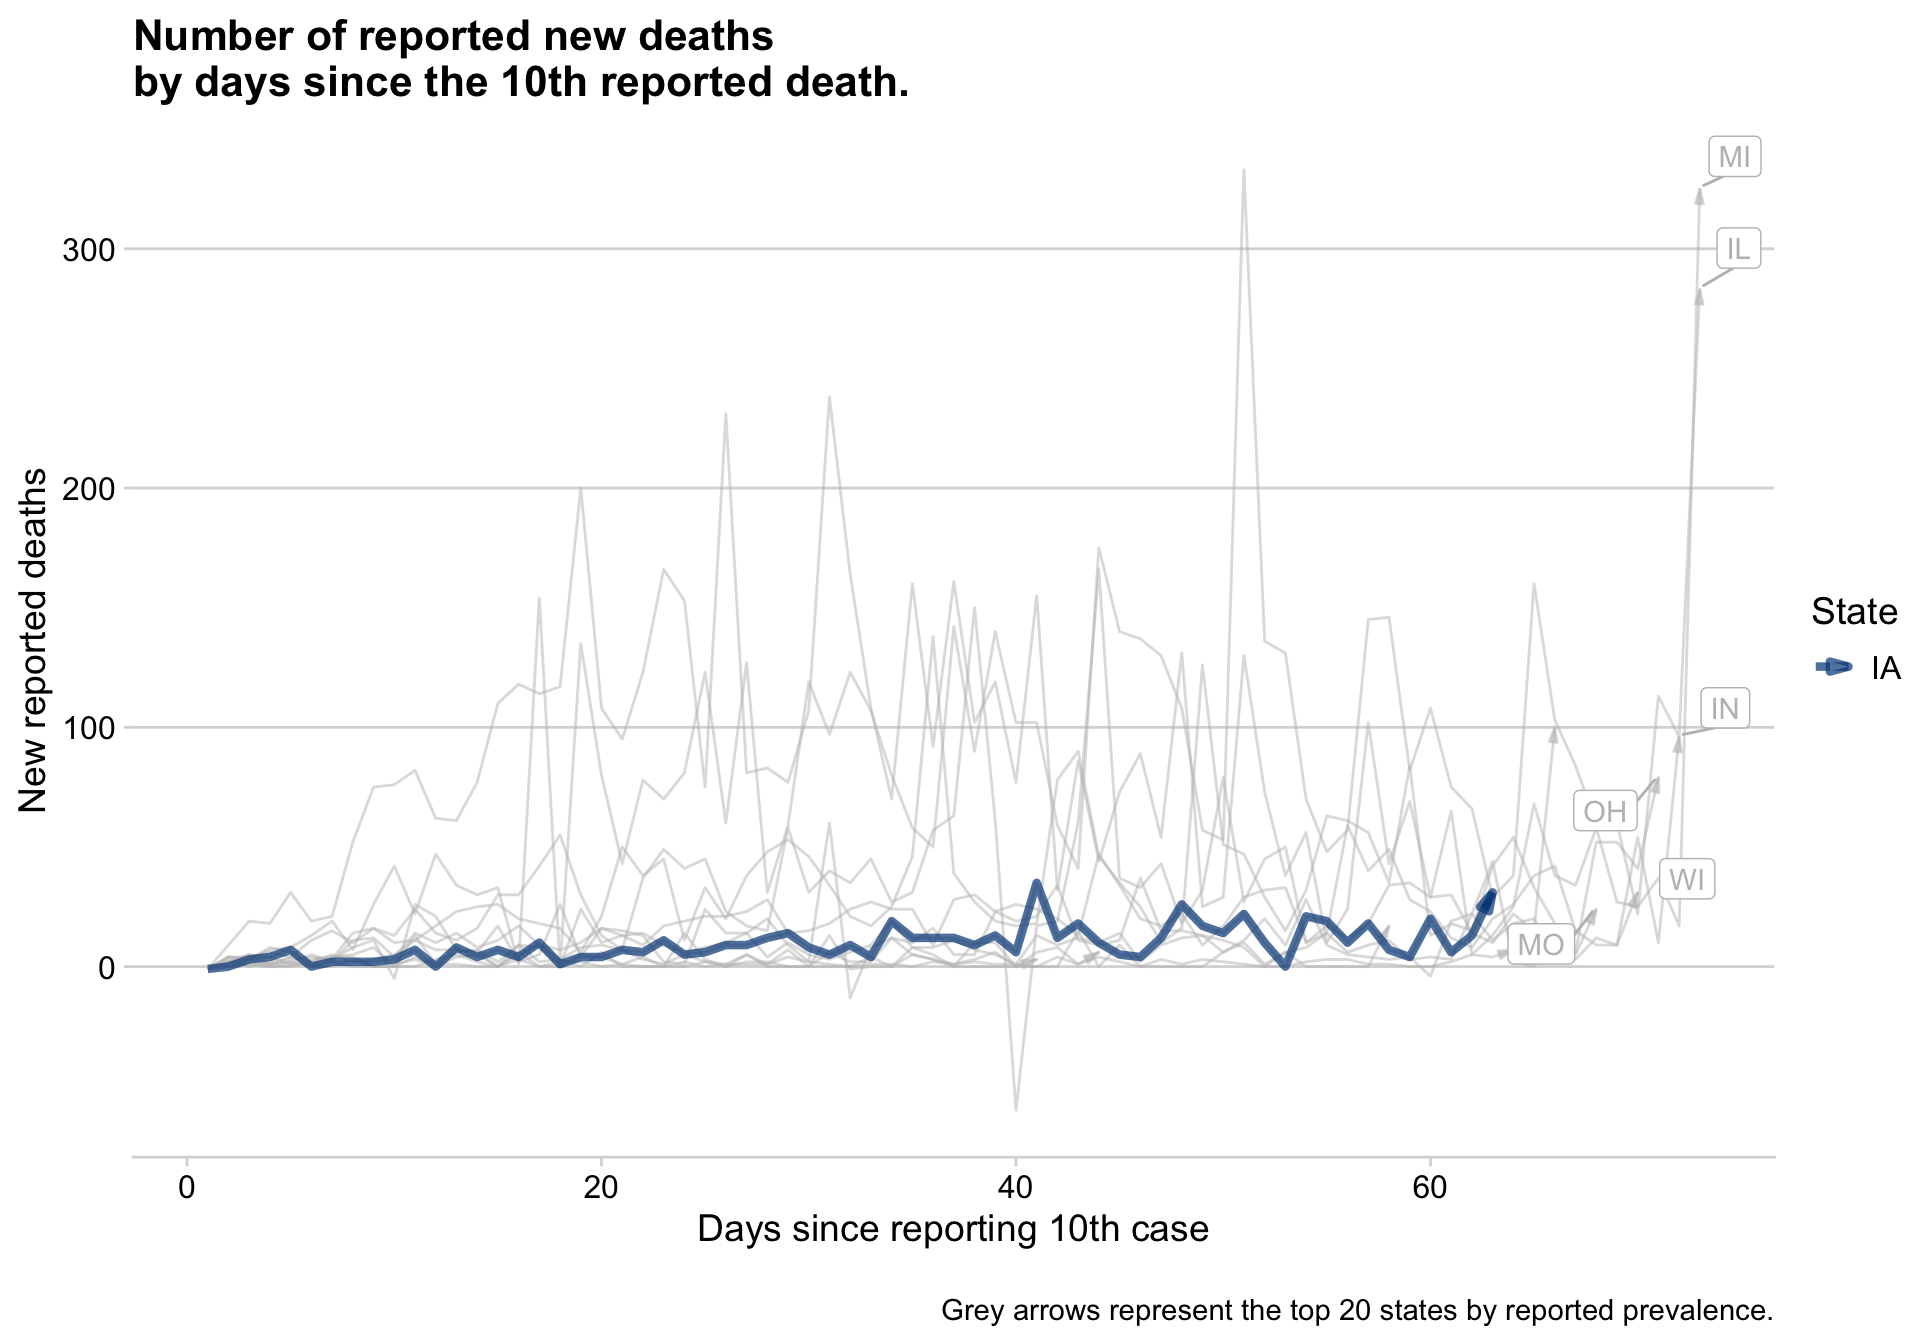 Number of reported new deaths
by days since the 10th reported death.
MI
IL
300
200
100
0
IN
OH
WI
MO
New reported deaths
State
IA
0 20 40 60
Days since reporting 10th case
Grey arrows represent the top 20 states by reported prevalence.